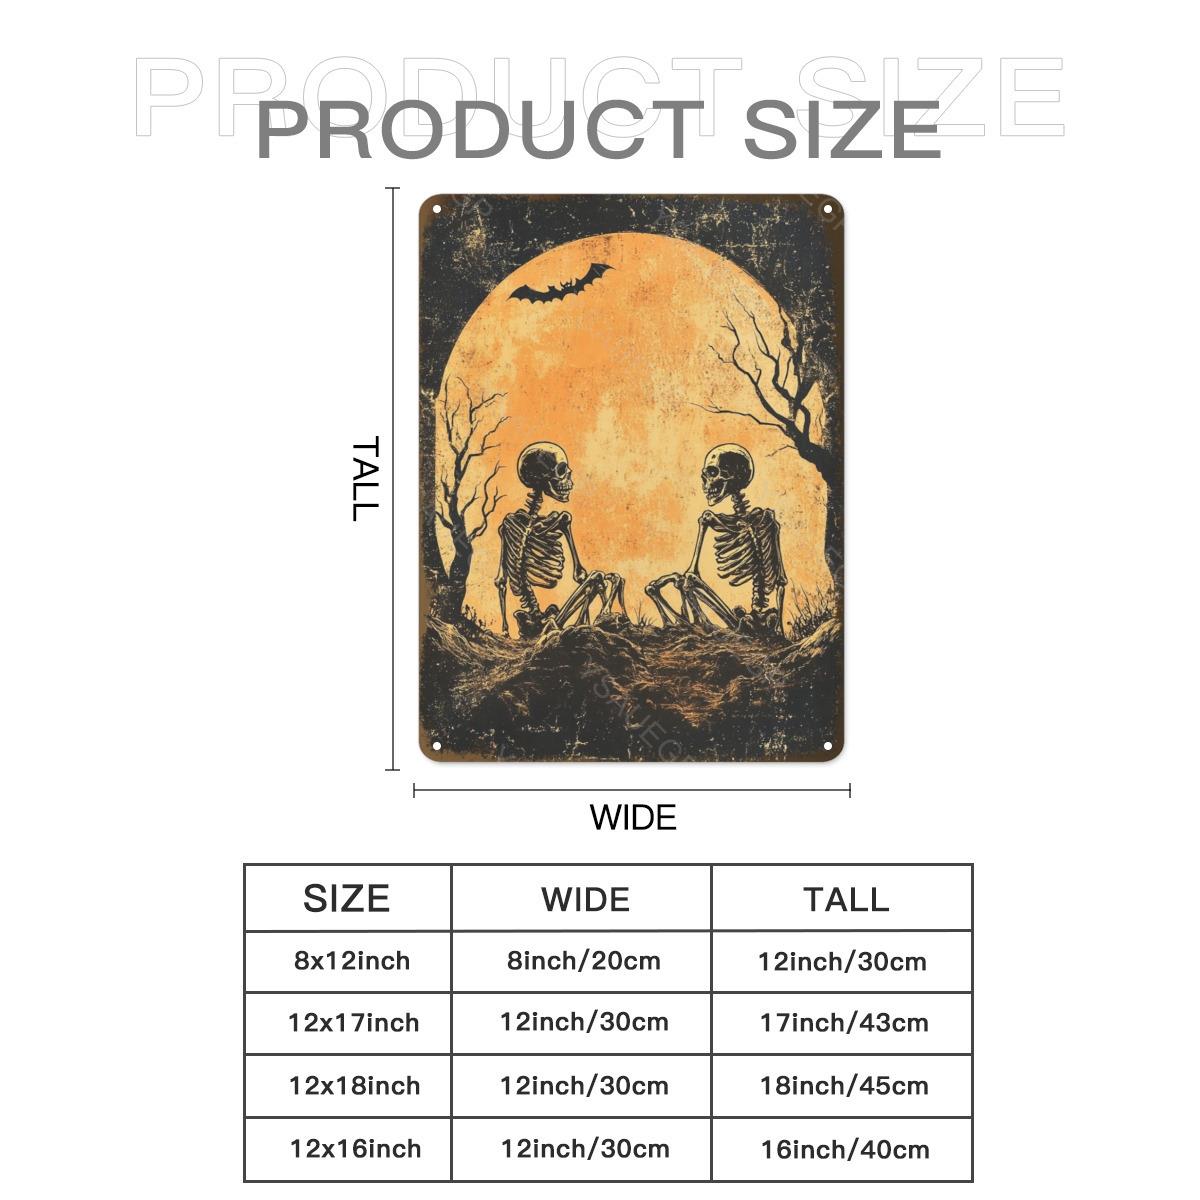 PRODUCT SIZE
PRODUCT SIZE
TALL
XSAUEGP
WIDE
SIZE WIDE TALL
8x12inch 8inch/20cm 12inch/30cm
12x17inch 12inch/30cm 17inch/43cm
12x18inch 12inch/30cm 18inch/45cm
12x16inch 12inch/30cm 16inch/40cm